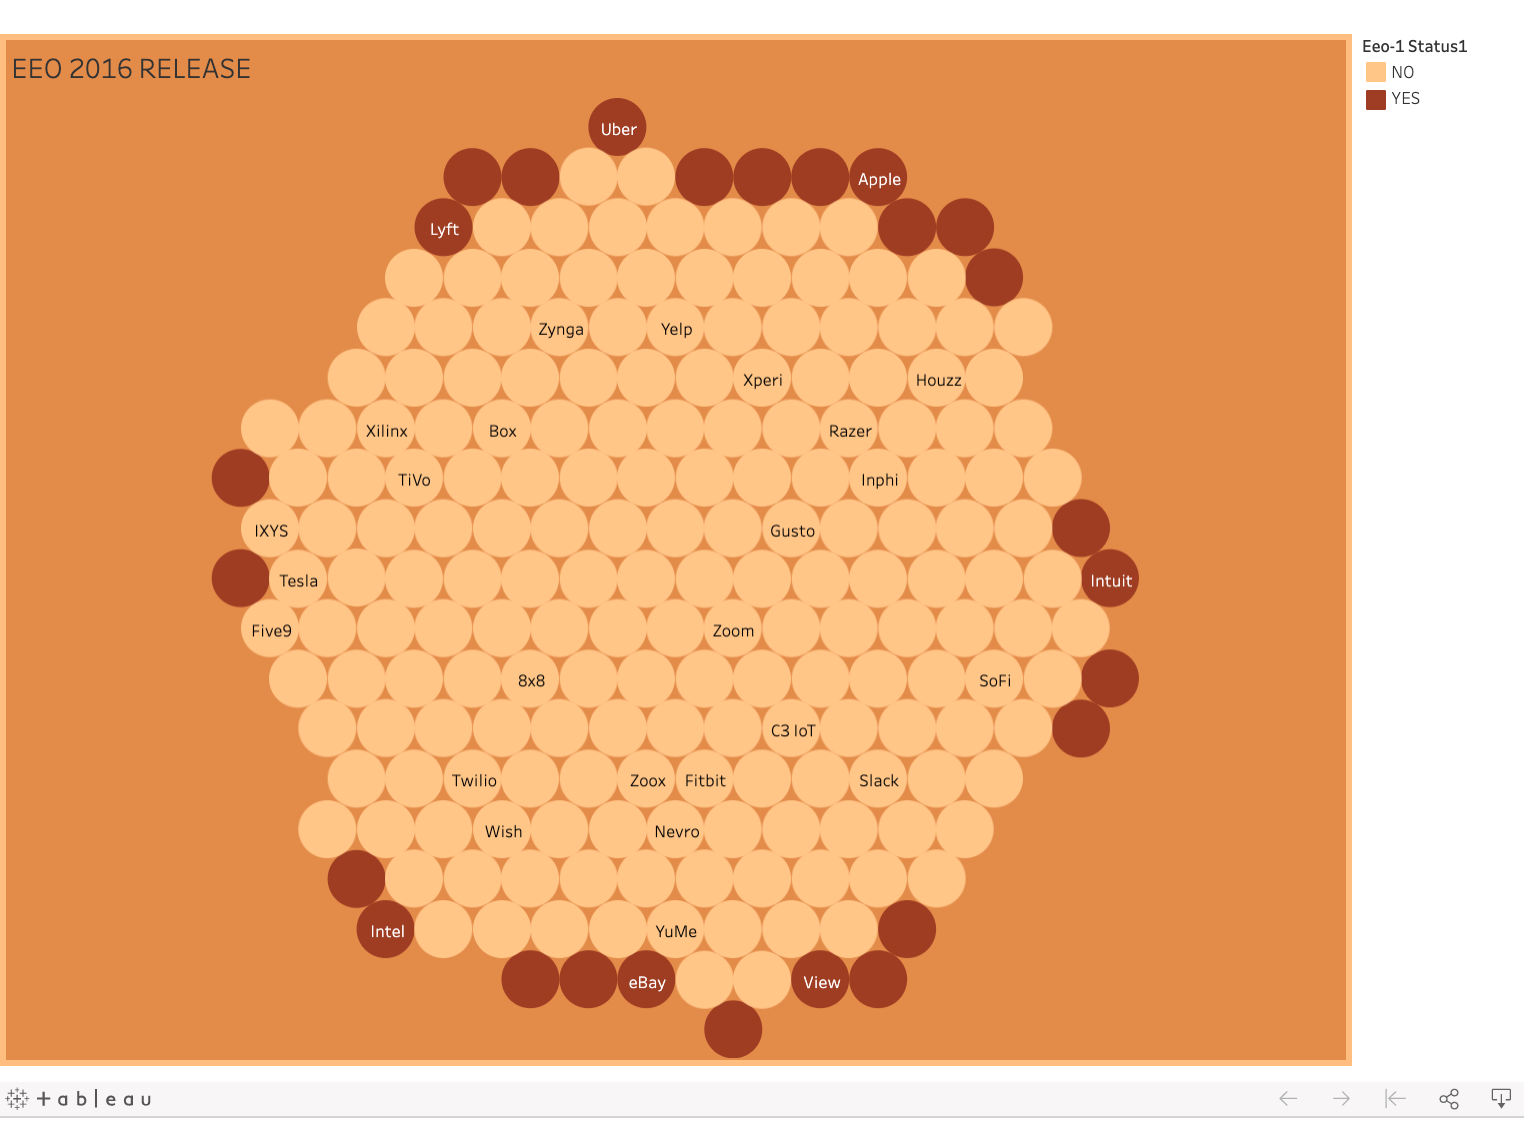 EEO 2016 RELEASE
Eeo-1 Status1
NO
YES
Uber
Apple
Lyft
Zynga
Yelp
Xperi
Houzz
Xilinx
Box
Razer
TiVo
Inphi
IXYS
Gusto
Tesla
Intuit
Five9
Zoom
8x8
SoFi
C3 IoT
Twilio
Zoox
Fitbit
Slack
Wish
Nevro
Intel
YuMe
eBay
View
+ableau